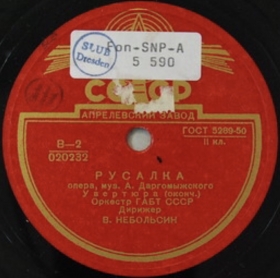 SLUB
Dresden
Fon-SNP-A
5 590
СССР
АПРЕЛЕВСКИЙ ЗАВОД
ГОСТ 5289-50
II кл.
В—2
020232
РУСАЛКА
опера, муз. А. Даргомыжского
Увертюра (оконч.)
Оркестр ГАБТ СССР
Дирижер
В. НЕБОЛЬСИН